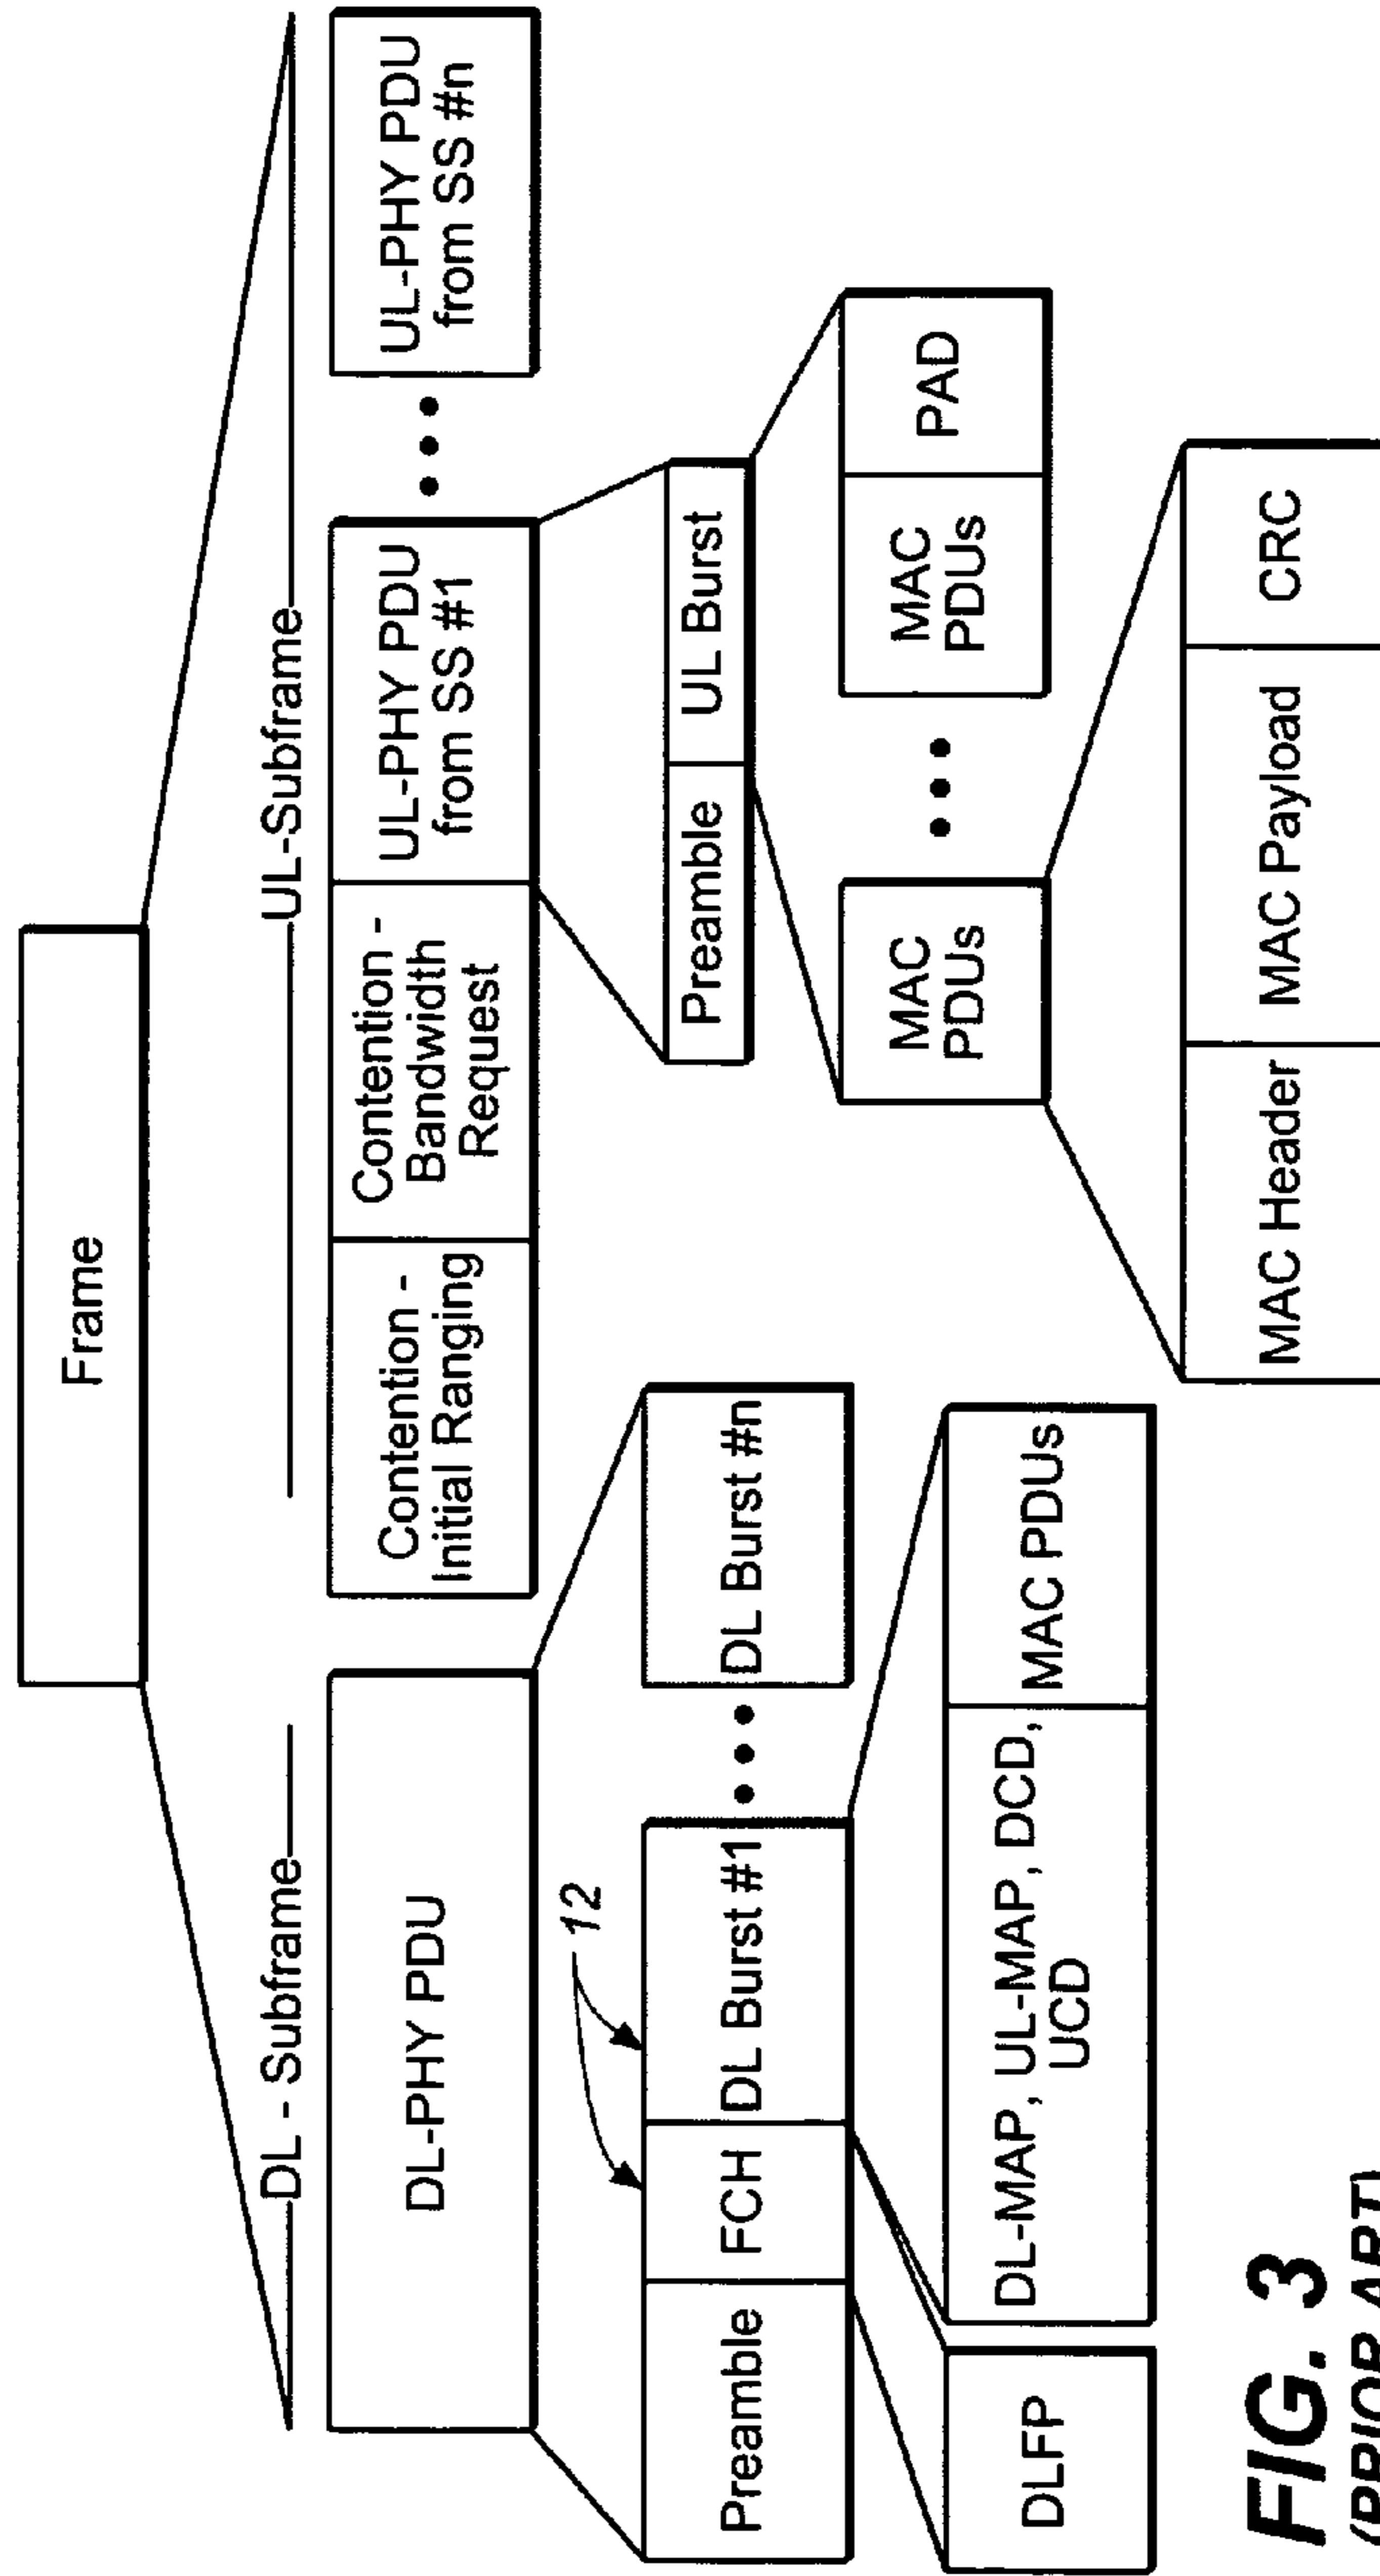 Frame
DL - Subframe
UL-Subframe
DL-PHY PDU
Contention -
Initial Ranging
Contention -
Bandwidth
Request
UL-PHY PDU
from SS #1
UL-PHY PDU
from SS #n
12
Preamble
FCH
DL Burst #1
DL Burst #n
Preamble
UL Burst
DLFP
DL-MAP, UL-MAP, DCD,
UCD
MAC PDUs
MAC
PDUs
MAC
PDUs
PAD
MAC Header
MAC Payload
CRC
FIG. 3
(PRIOR ART)